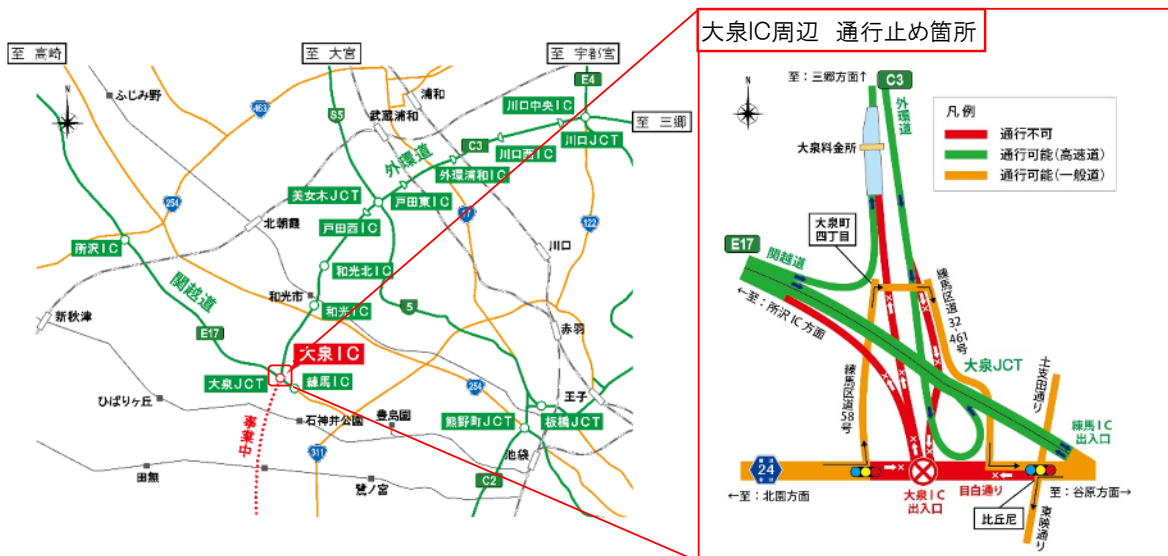 至 高崎
至 大宮
至 宇都宮
至 三郷
N
ふじみ野
463
S5
武蔵浦和
浦和
E4
川口中央IC
川口JCT
川口西IC
C3
外環道
外環浦和IC
美女木JCT
戸田東IC
戸田西IC
254
北朝霞
17
122
所沢IC
和光北IC
川口
関越道
和光市
和光IC
5
新秋津
E17
赤羽
大泉IC
大泉JCT
練馬IC
254
王子
ひばりヶ丘
石神井公園
豊島園
熊野町JCT
板橋JCT
事業中
311
池袋
田無
鷺ノ宮
C2
大泉IC周辺 通行止め箇所
至:三郷方面↑
C3
N
外環道
凡例
通行不可
通行可能(高速道)
通行可能(一般道)
大泉料金所
大泉町
四丁目
E17
関越道
←至:所沢IC方面
練馬区道32-461号
大泉JCT
土支田通り
練馬区道58号
練馬IC
出入口
24
←至:北園方面
大泉IC
出入口
目白通り
至:谷原方面→
比丘尼
東映通り